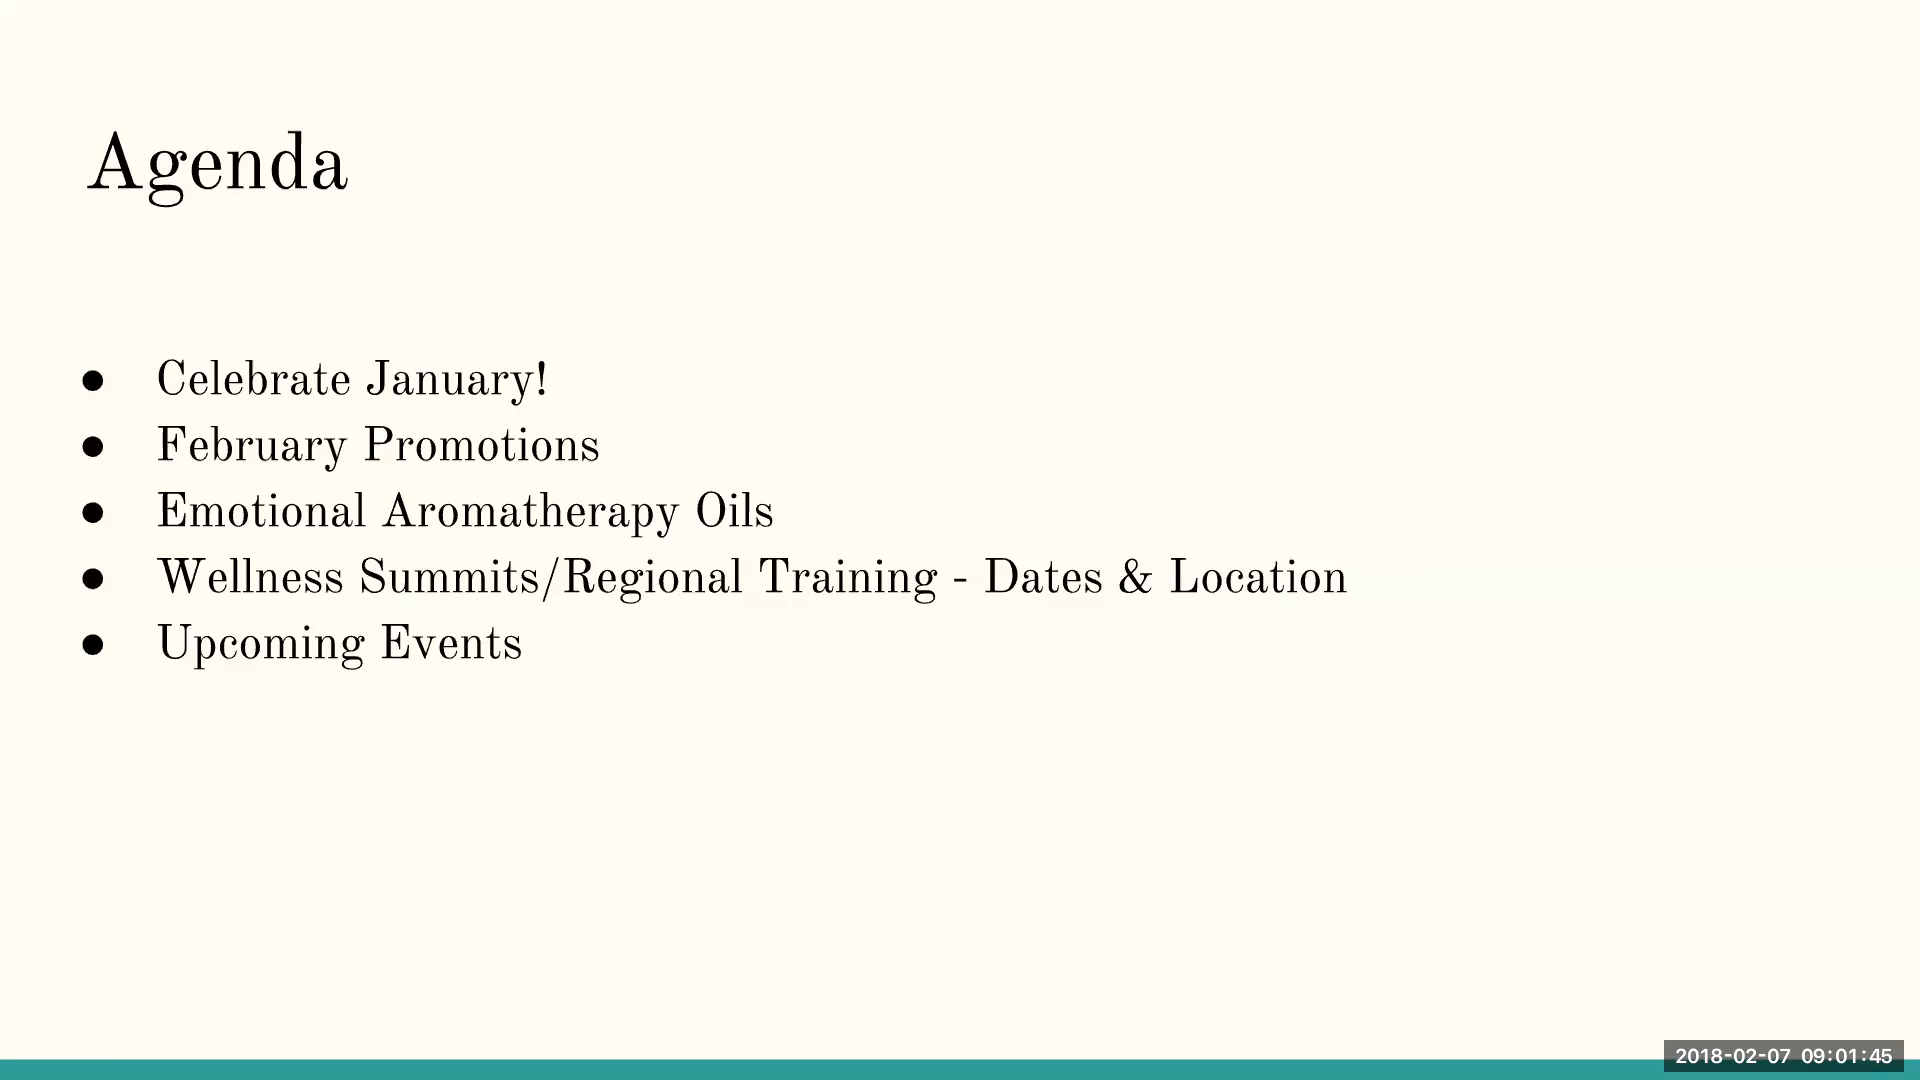 Agenda
● Celebrate January!
● February Promotions
● Emotional Aromatherapy Oils
● Wellness Summits/Regional Training - Dates & Location
● Upcoming Events
2018-02-07 09:01:45